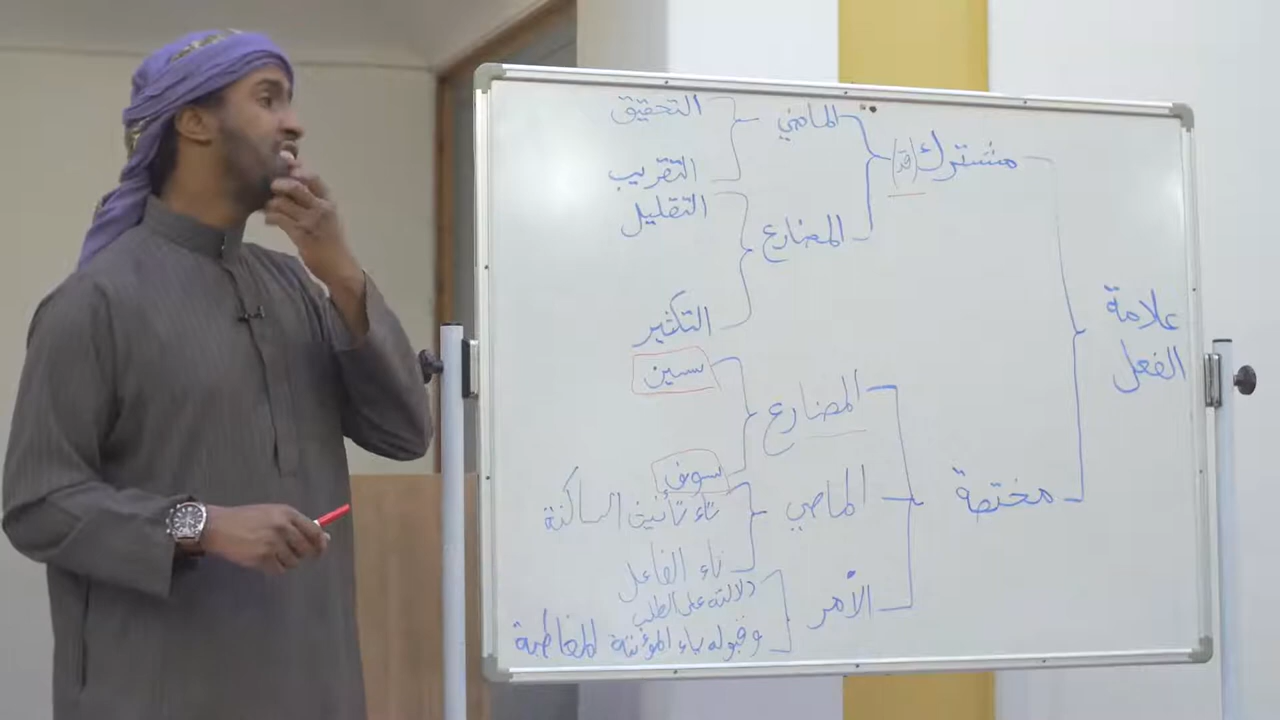 علامة
الفعل
مشترك (قد)
الماضي
التحقيق
التقريب
المضارع
التقليل
التكثير
مختصة
المضارع
سين
سوف
الماضي
تاء تأنيث الساكنة
تاء الفاعل
الأمر
دلالته على الطلب
وقبوله ياء المؤنثة المخاطبة